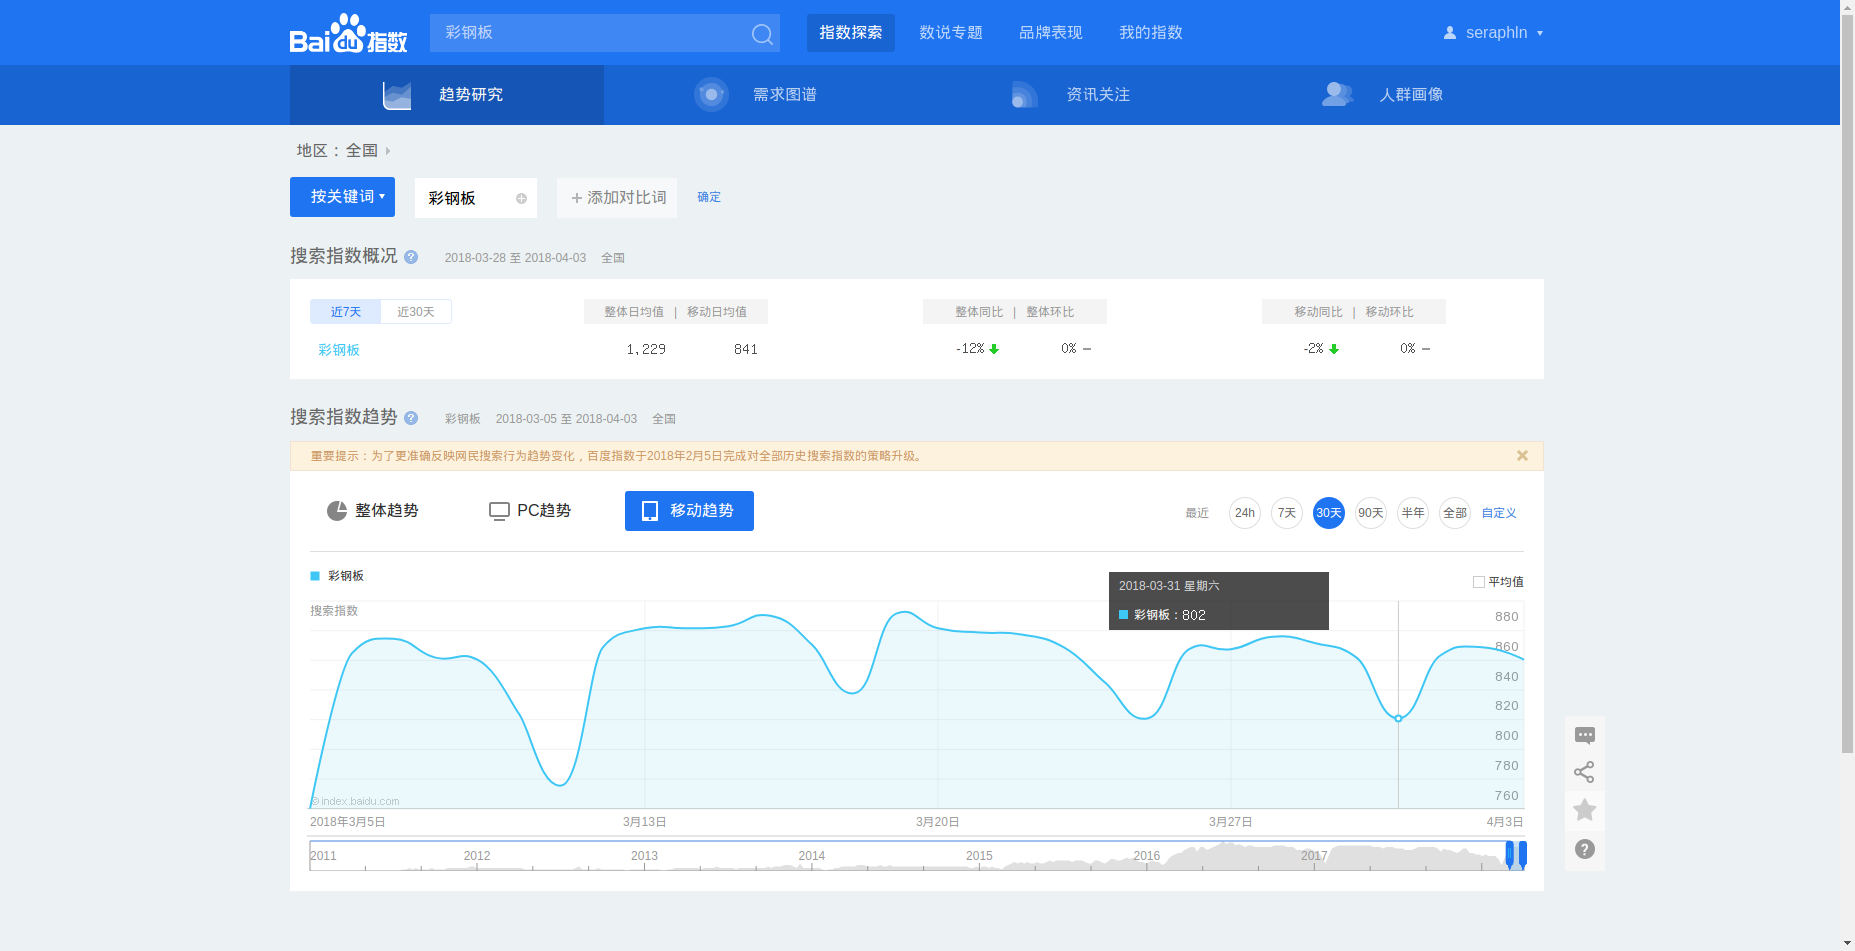 Bai du 指数
彩钢板
指数探索 数说专题 品牌表现 我的指数
seraphln
趋势研究 需求图谱 资讯关注 人群画像
地区：全国
按关键词 彩钢板 添加对比词 确定
搜索指数概况 ? 2018-03-28 至 2018-04-03 全国
近7天 近30天 整体日均值 | 移动日均值 整体同比 | 整体环比 移动同比 | 移动环比
彩钢板 1,229 841 -12% 0% -2% 0%
搜索指数趋势 ? 彩钢板 2018-03-05 至 2018-04-03 全国
重要提示：为了更准确反映网民搜索行为趋势变化，百度指数于2018年2月5日完成对全部历史搜索指数的策略升级。
整体趋势 PC趋势 移动趋势 最近 24h 7天 30天 90天 半年 全部 自定义
彩钢板
平均值
2018-03-31 星期六
彩钢板：802
搜索指数
880
860
840
820
800
780
760
© index.baidu.com
2018年3月5日 3月13日 3月20日 3月27日 4月3日
2011 2012 2013 2014 2015 2016 2017
?